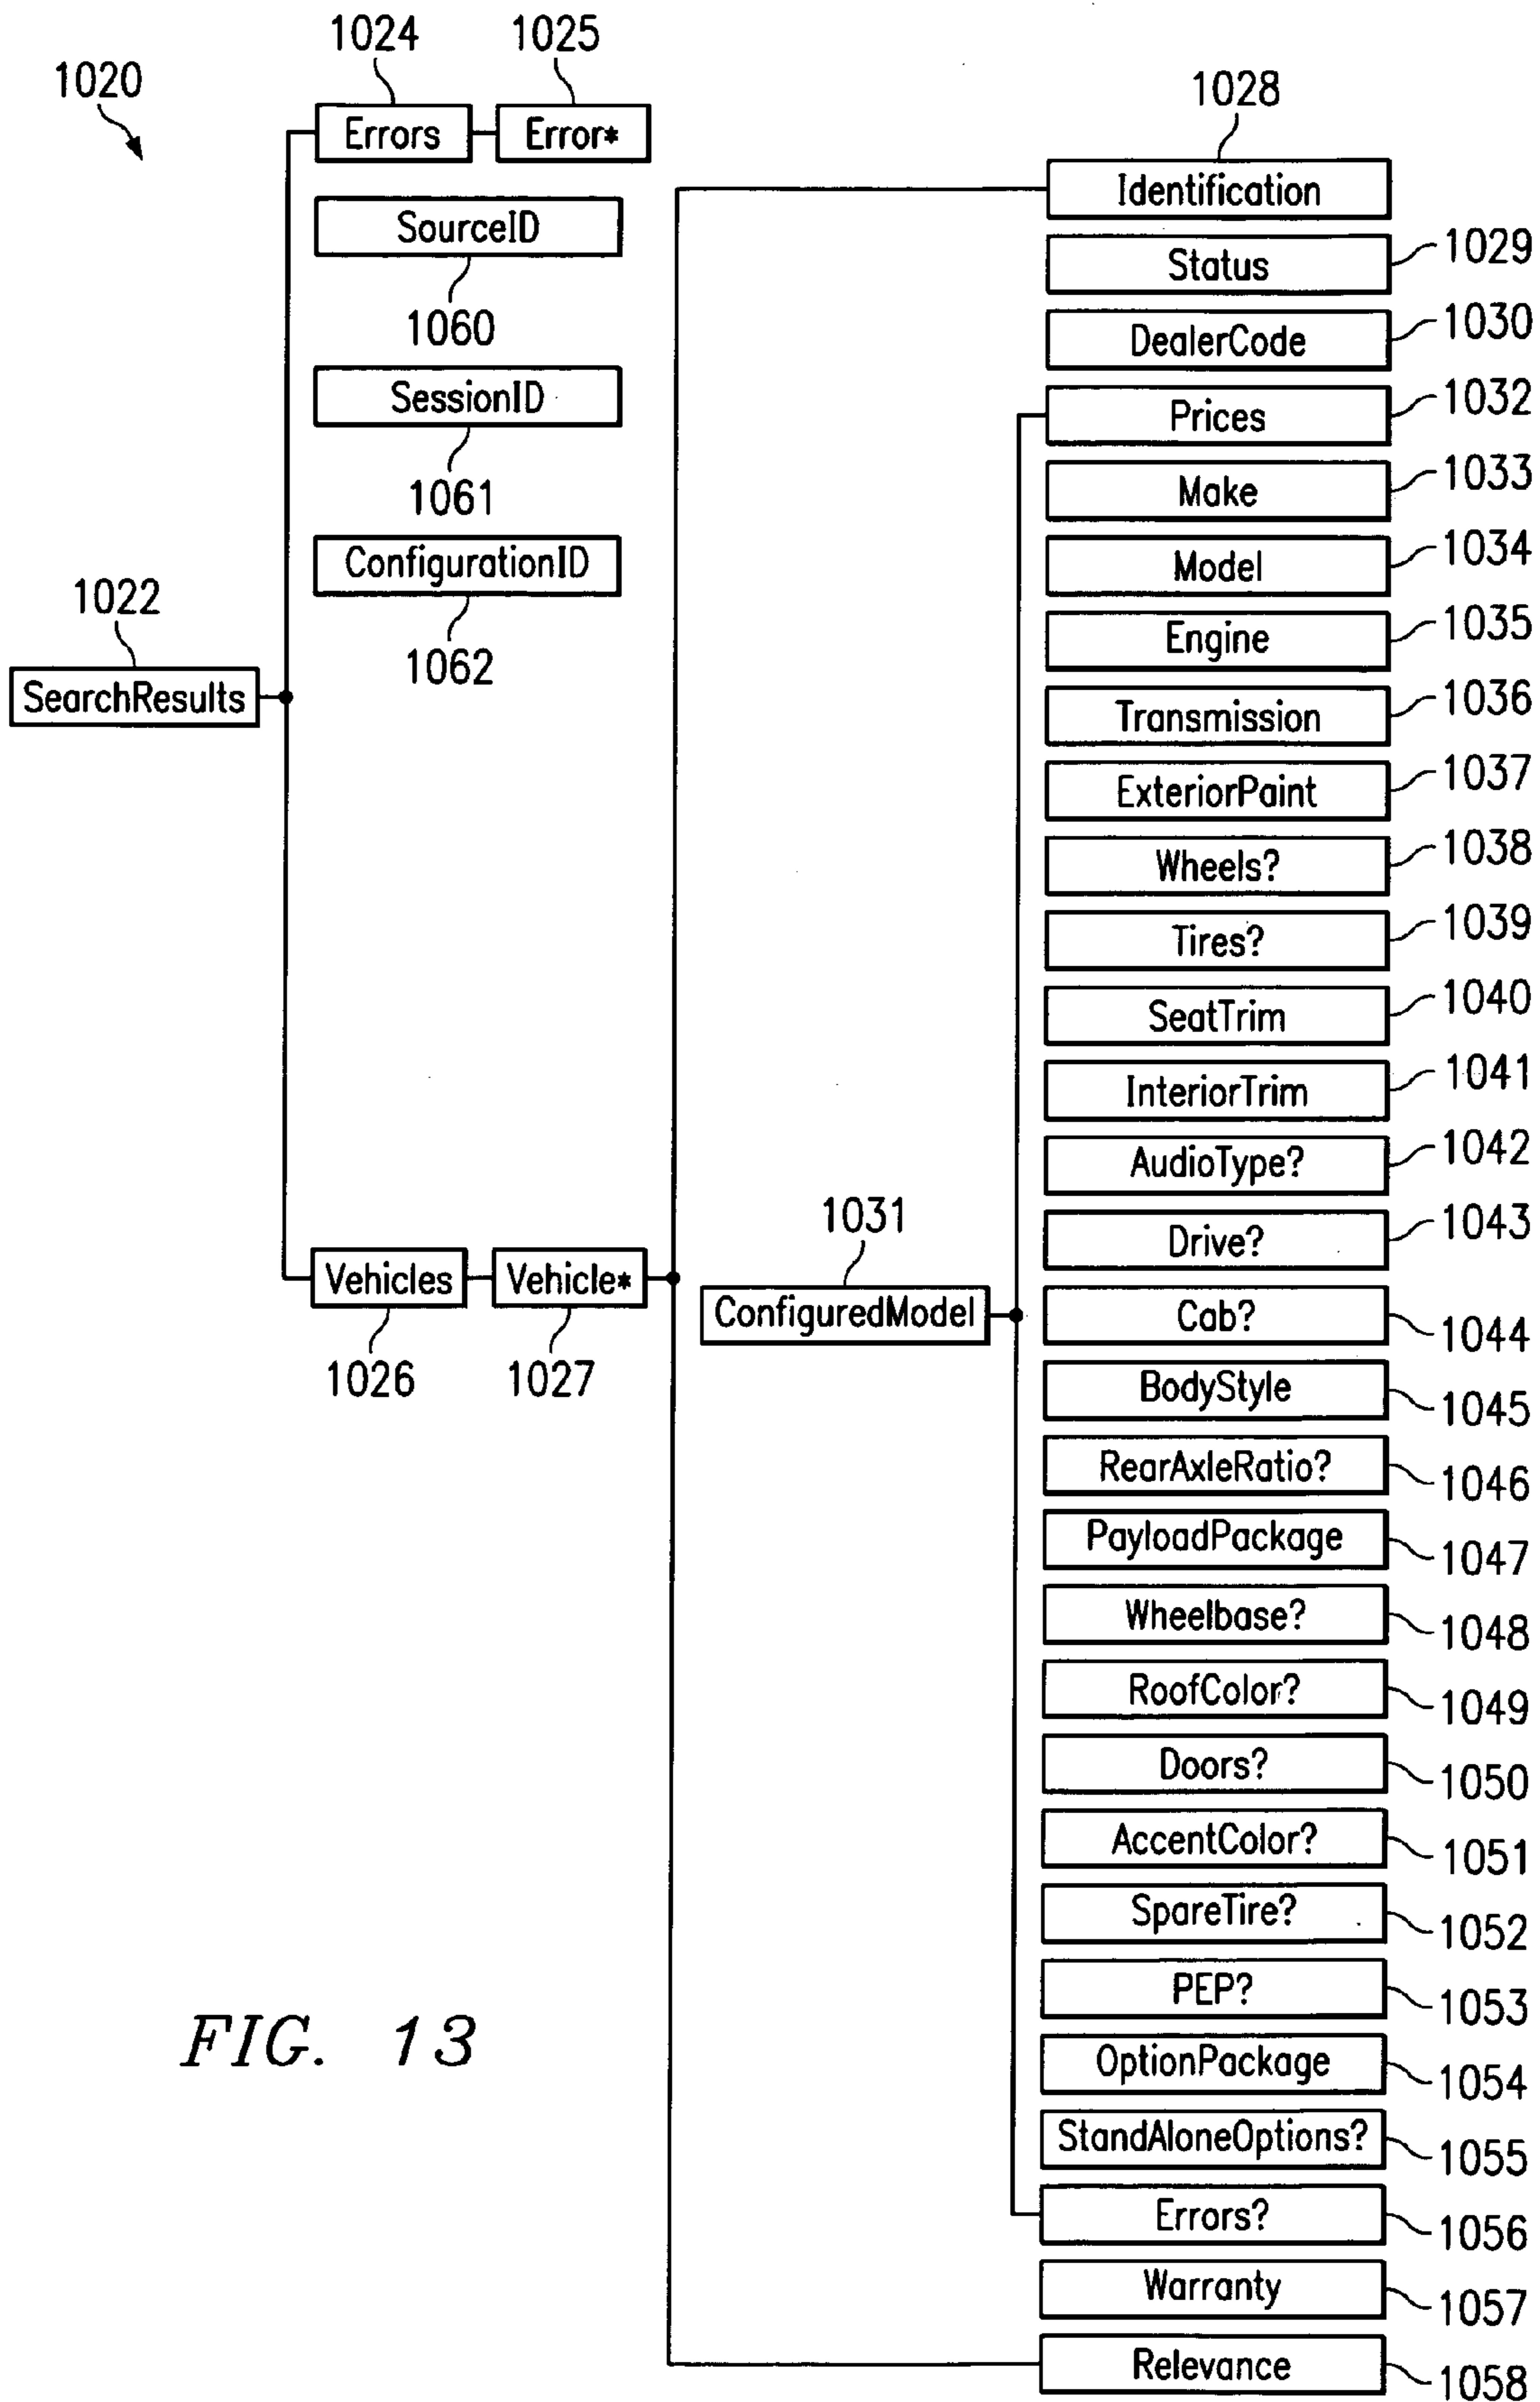 1020
1024
1025
Errors
Error*
SourceID
1060
SessionID
1061
ConfigurationID
1062
1022
SearchResults
Vehicles
Vehicle*
1026
1027
1031
ConfiguredModel
1028
Identification
Status 1029
DealerCode 1030
Prices 1032
Make 1033
Model 1034
Engine 1035
Transmission 1036
ExteriorPaint 1037
Wheels? 1038
Tires? 1039
SeatTrim 1040
InteriorTrim 1041
AudioType? 1042
Drive? 1043
Cab? 1044
BodyStyle 1045
RearAxleRatio? 1046
PayloadPackage 1047
Wheelbase? 1048
RoofColor? 1049
Doors? 1050
AccentColor? 1051
SpareTire? 1052
PEP? 1053
OptionPackage 1054
StandAloneOptions? 1055
Errors? 1056
Warranty 1057
Relevance 1058
FIG. 13